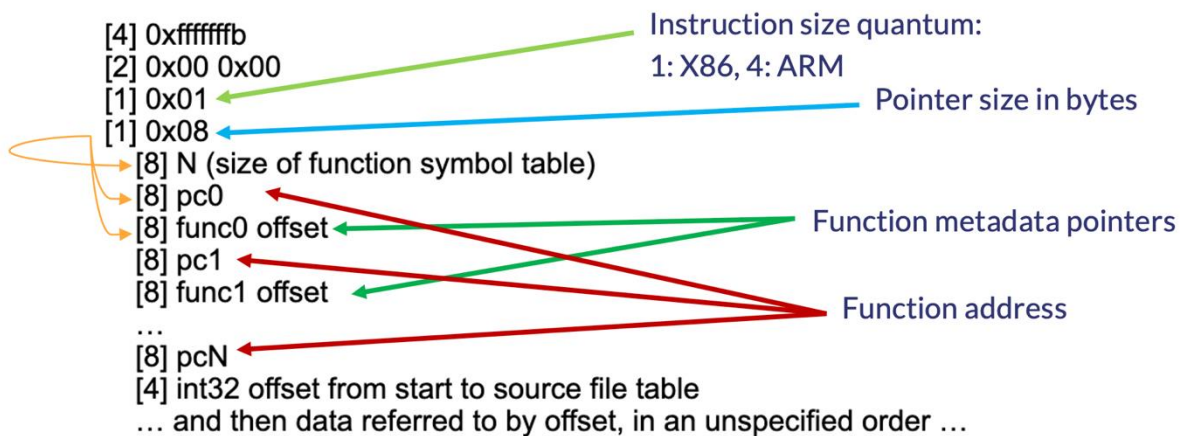 [4] 0xfffffffb
[2] 0x00 0x00
[1] 0x01
[1] 0x08
[8] N (size of function symbol table)
[8] pc0
[8] func0 offset
[8] pc1
[8] func1 offset
...
[8] pcN
[4] int32 offset from start to source file table
... and then data referred to by offset, in an unspecified order ...
Instruction size quantum:
1: X86, 4: ARM
Pointer size in bytes
Function metadata pointers
Function address